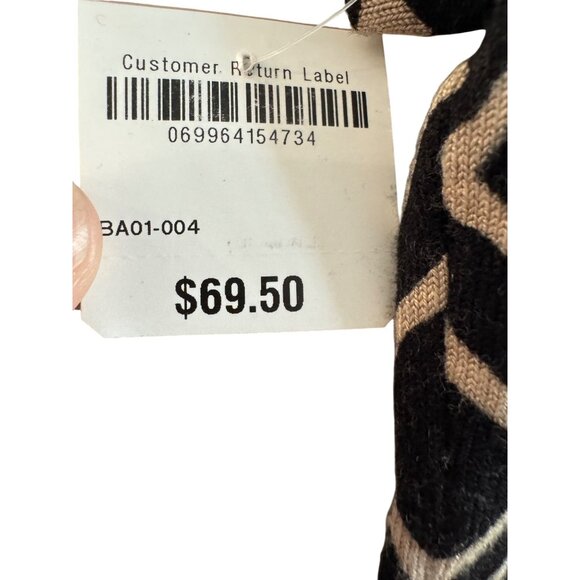 Customer Return Label
069964154734
BA01-004
$69.50